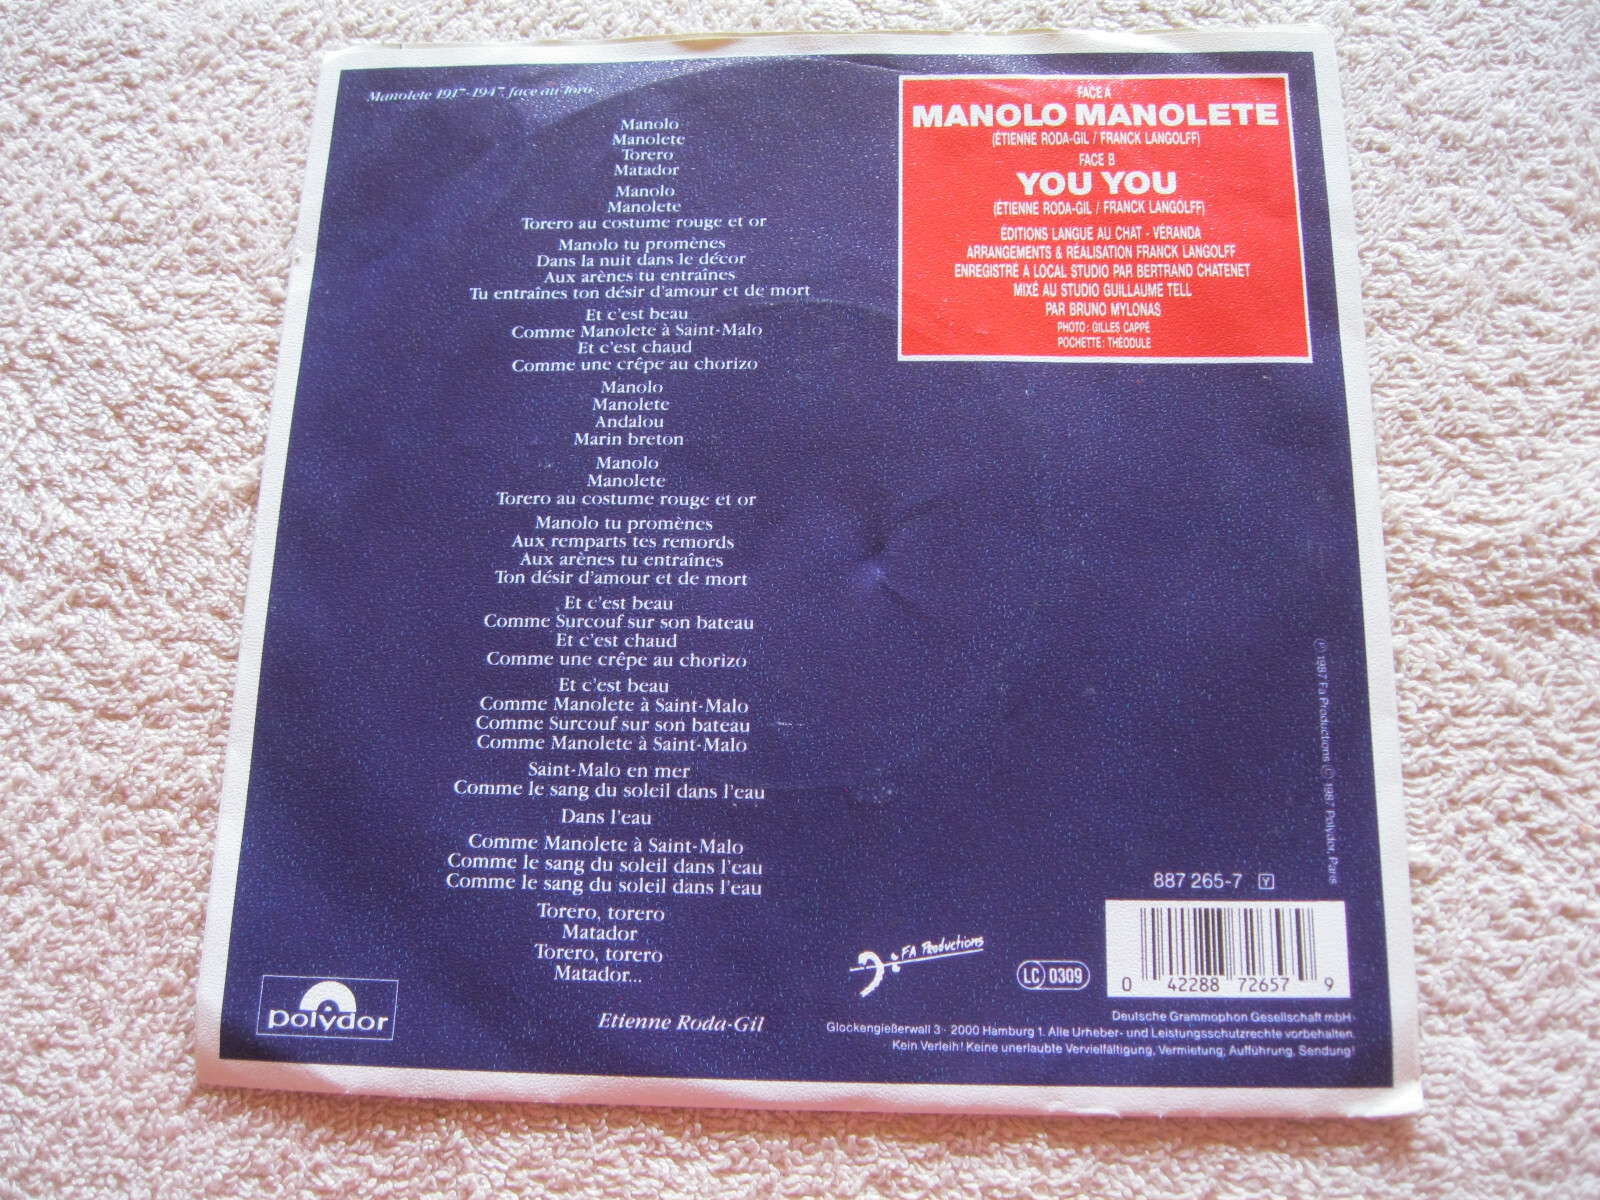 Manolete 1917-1947 face au toro
Manolo
Manolete
Torero
Matador
Manolo
Manolete
Torero au costume rouge et or
Manolo tu promènes
Dans la nuit dans le décor
Aux arènes tu entraînes
Tu entraînes ton désir d'amour et de mort
Et c'est beau
Comme Manolete à Saint-Malo
Et c'est chaud
Comme une crêpe au chorizo
Manolo
Manolete
Andalou
Marin breton
Manolo
Manolete
Torero au costume rouge et or
Manolo tu promènes
Aux remparts tes remords
Aux arènes tu entraînes
Ton désir d'amour et de mort
Et c'est beau
Comme Surcouf sur son bateau
Et c'est chaud
Comme une crêpe au chorizo
Et c'est beau
Comme Manolete à Saint-Malo
Comme Surcouf sur son bateau
Comme Manolete à Saint-Malo
Saint-Malo en mer
Comme le sang du soleil dans l'eau
Dans l'eau
Comme Manolete à Saint-Malo
Comme le sang du soleil dans l'eau
Comme le sang du soleil dans l'eau
Torero, torero
Matador
Torero, torero
Matador...
Etienne Roda-Gil
polydor
FACE A
MANOLO MANOLETE
(ÉTIENNE RODA-GIL / FRANCK LANGOLFF)
FACE B
YOU YOU
(ÉTIENNE RODA-GIL / FRANCK LANGOLFF)
ÉDITIONS LANGUE AU CHAT - VÉRANDA
ARRANGEMENTS & RÉALISATION FRANCK LANGOLFF
ENREGISTRÉ À LOCAL STUDIO PAR BERTRAND CHATENET
MIXÉ AU STUDIO GUILLAUME TELL
PAR BRUNO MYLONAS
PHOTO : GILLES CAPPÉ
POCHETTE : THÉODULE
℗ 1987 Fa Productions © 1987 Polydor, Paris
887 265-7 Y
FA Productions
LC 0309
0 42288 72657 9
Deutsche Grammophon Gesellschaft mbH ·
Glockengießerwall 3 · 2000 Hamburg 1. Alle Urheber- und Leistungsschutzrechte vorbehalten.
Kein Verleih! Keine unerlaubte Vervielfältigung, Vermietung, Aufführung, Sendung!